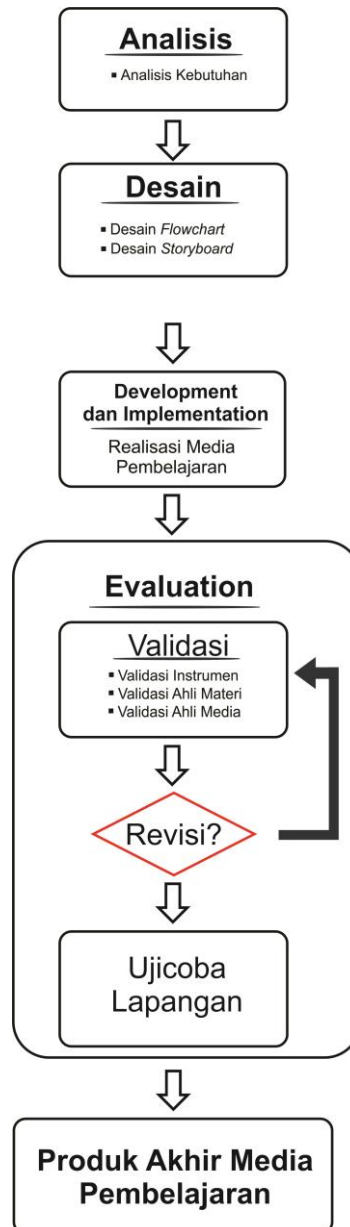 Analisis
▪ Analisis Kebutuhan
Desain
▪ Desain Flowchart
▪ Desain Storyboard
Development
dan Implementation
Realisasi Media
Pembelajaran
Evaluation
Validasi
▪ Validasi Instrumen
▪ Validasi Ahli Materi
▪ Validasi Ahli Media
Revisi?
Ujicoba
Lapangan
Produk Akhir Media
Pembelajaran